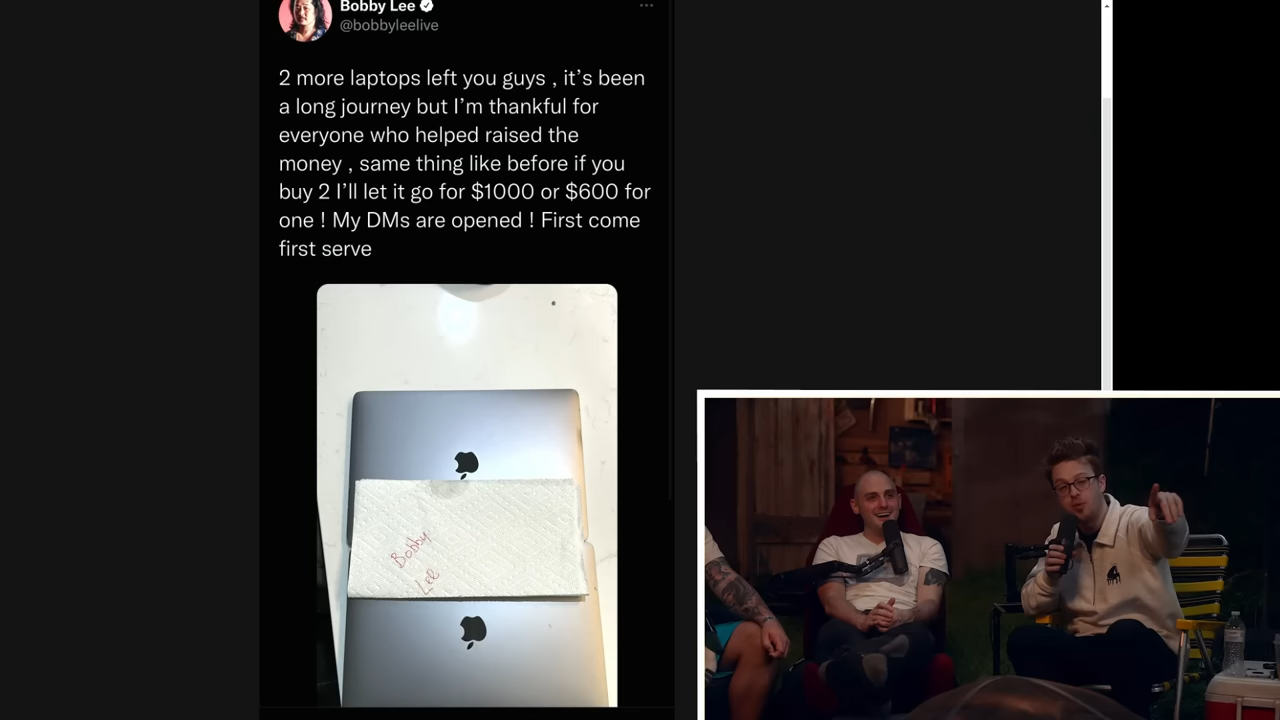 Bobby Lee
@bobbyleelive
2 more laptops left you guys , it’s been
a long journey but I’m thankful for
everyone who helped raised the
money , same thing like before if you
buy 2 I’ll let it go for $1000 or $600 for
one ! My DMs are opened ! First come
first serve
Bobby
Lee